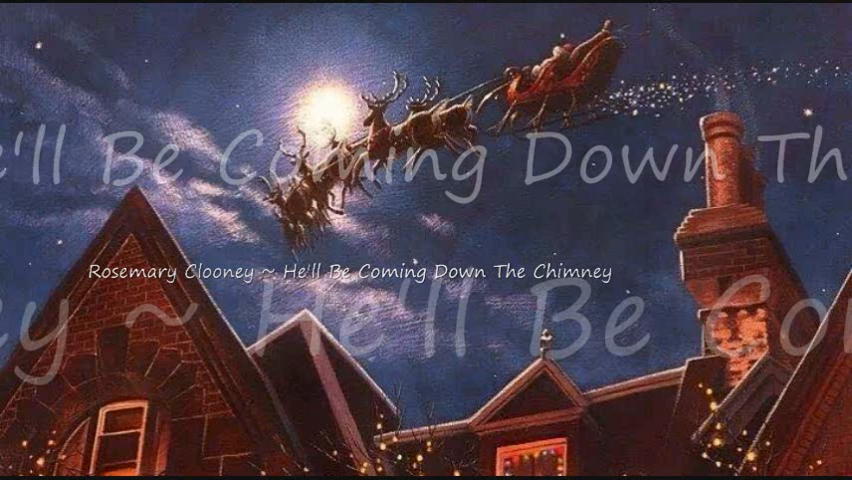 e'll Be Coming Down Th
Rosemary Clooney ~ He'll Be Coming Down The Chimney
ey ~ He'll Be Co